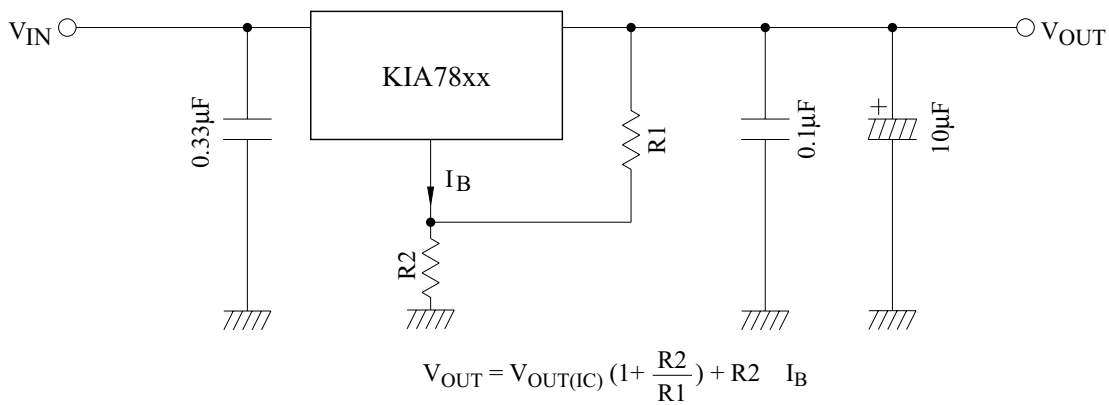 VIN
KIA78xx
VOUT
0.33µF
IB
R1
0.1µF
+
10µF
R2
VOUT = VOUT(IC) (1+ R2/R1) + R2 IB